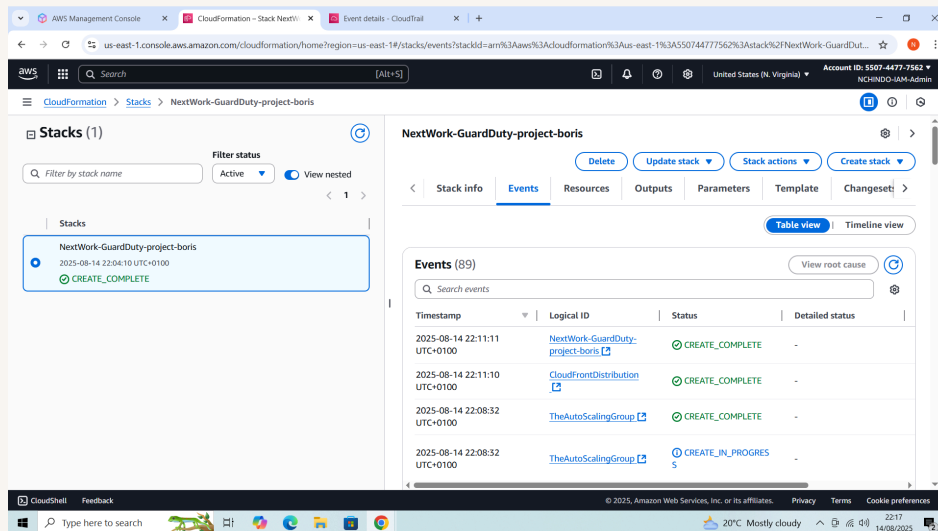 AWS Management Console
CloudFormation – Stack NextW
Event details - CloudTrail
us-east-1.console.aws.amazon.com/cloudformation/home?region=us-east-1#/stacks/events?stackId=arn%3Aaws%3Acloudformation%3Aus-east-1%3A550744777562%3Astack%2FNextWork-GuardDut...
N
aws
Search
[Alt+S]
United States (N. Virginia)
Account ID: 5507-4477-7562
NCHINDO-IAM-Admin
CloudFormation > Stacks > NextWork-GuardDuty-project-boris
Stacks (1)
Filter status
Filter by stack name
Active
View nested
1
Stacks
NextWork-GuardDuty-project-boris
2025-08-14 22:04:10 UTC+0100
CREATE_COMPLETE
NextWork-GuardDuty-project-boris
Delete
Update stack
Stack actions
Create stack
Stack info
Events
Resources
Outputs
Parameters
Template
Changesets
Table view
Timeline view
Events (89)
View root cause
Search events
Timestamp
Logical ID
Status
Detailed status
2025-08-14 22:11:11
UTC+0100
NextWork-GuardDuty-
project-boris
CREATE_COMPLETE
-
2025-08-14 22:11:10
UTC+0100
CloudFrontDistribution
CREATE_COMPLETE
-
2025-08-14 22:08:32
UTC+0100
TheAutoScalingGroup
CREATE_COMPLETE
-
2025-08-14 22:08:32
UTC+0100
TheAutoScalingGroup
CREATE_IN_PROGRES
S
-
CloudShell
Feedback
© 2025, Amazon Web Services, Inc. or its affiliates.
Privacy
Terms
Cookie preferences
Type here to search
20°C Mostly cloudy
22:17
14/08/2025